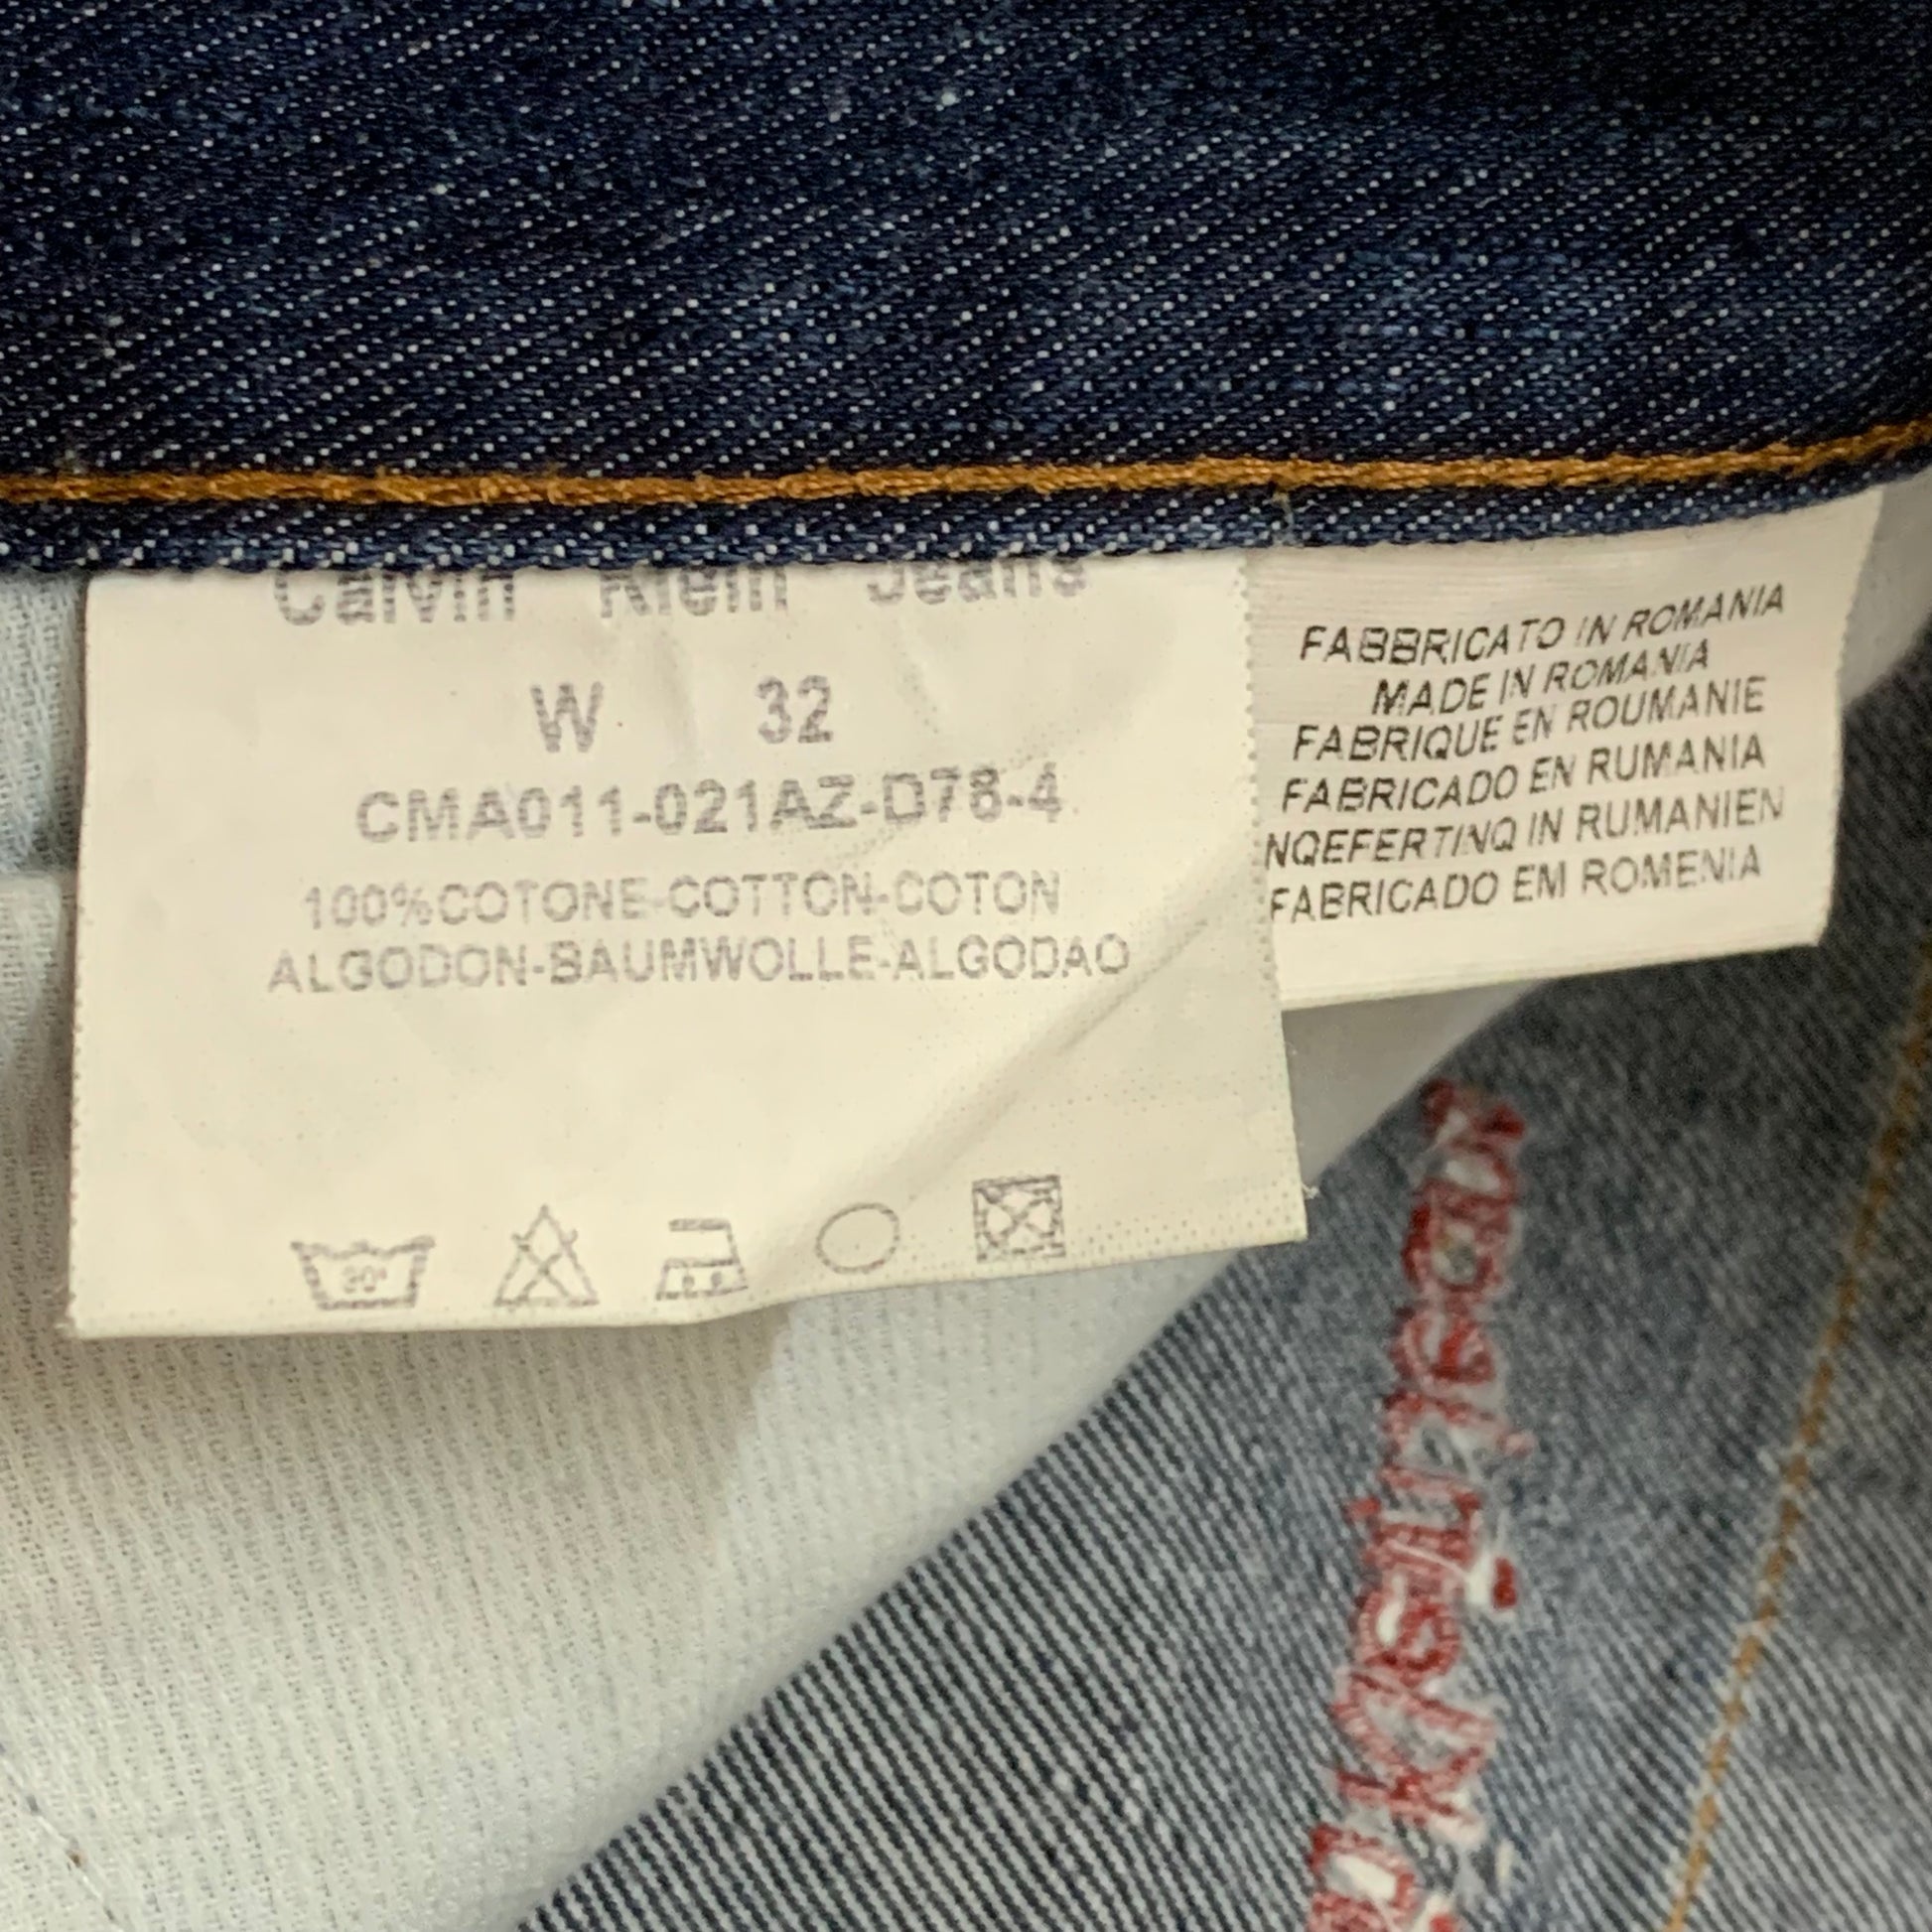 Calvin Klein Jeans
W 32
CMA011-021AZ-D78-4
100%COTONE-COTTON-COTON
ALGODON-BAUMWOLLE-ALGODAO
30°
FABBRICATO IN ROMANIA
MADE IN ROMANIA
FABRIQUE EN ROUMANIE
FABRICADO EN RUMANIA
NQEFERTINQ IN RUMANIEN
FABRICADO EM ROMENIA